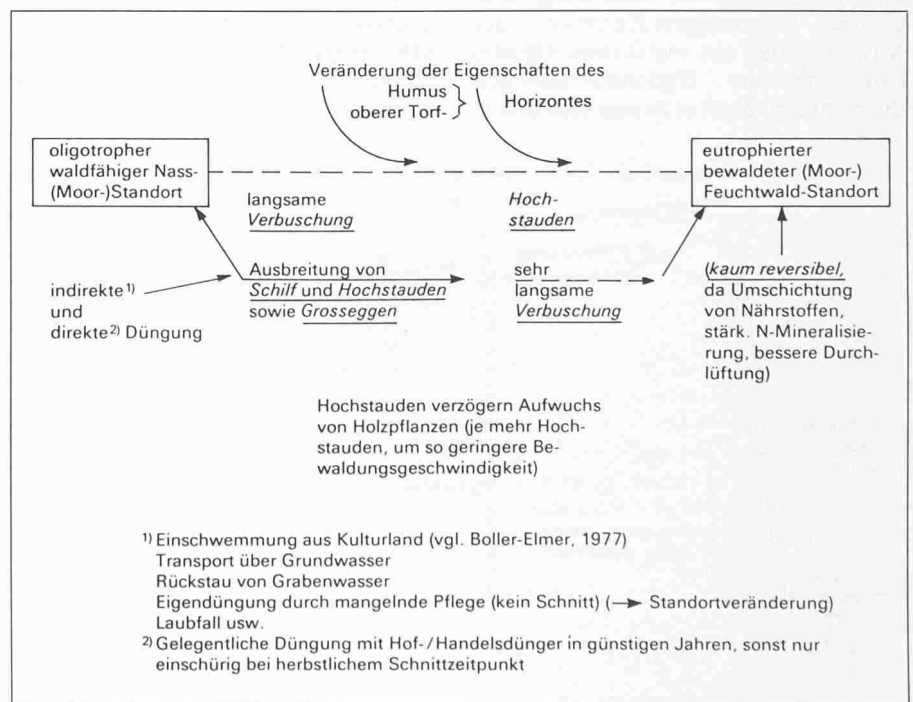 Veränderung der Eigenschaften des
Humus
oberer Torf-
Horizontes
oligotropher
waldfähiger Nass-
(Moor-)Standort
eutrophierter
bewaldeter (Moor-)
Feuchtwald-Standort
langsame
Verbuschung
Hoch-
stauden
indirekte1)
und
direkte2) Düngung
Ausbreitung von
Schilf und Hochstauden
sowie Grosseggen
sehr
langsame
Verbuschung
(kaum reversibel,
da Umschichtung
von Nährstoffen,
stärk. N-Mineralisie-
rung, bessere Durch-
lüftung)
Hochstauden verzögern Aufwuchs
von Holzpflanzen (je mehr Hoch-
stauden, um so geringere Be-
waldungsgeschwindigkeit)
1) Einschwemmung aus Kulturland (vgl. Boller-Elmer, 1977)
Transport über Grundwasser
Rückstau von Grabenwasser
Eigendüngung durch mangelnde Pflege (kein Schnitt) (→ Standortveränderung)
Laubfall usw.
2) Gelegentliche Düngung mit Hof-/Handelsdünger in günstigen Jahren, sonst nur
einschürig bei herbstlichem Schnittzeitpunkt